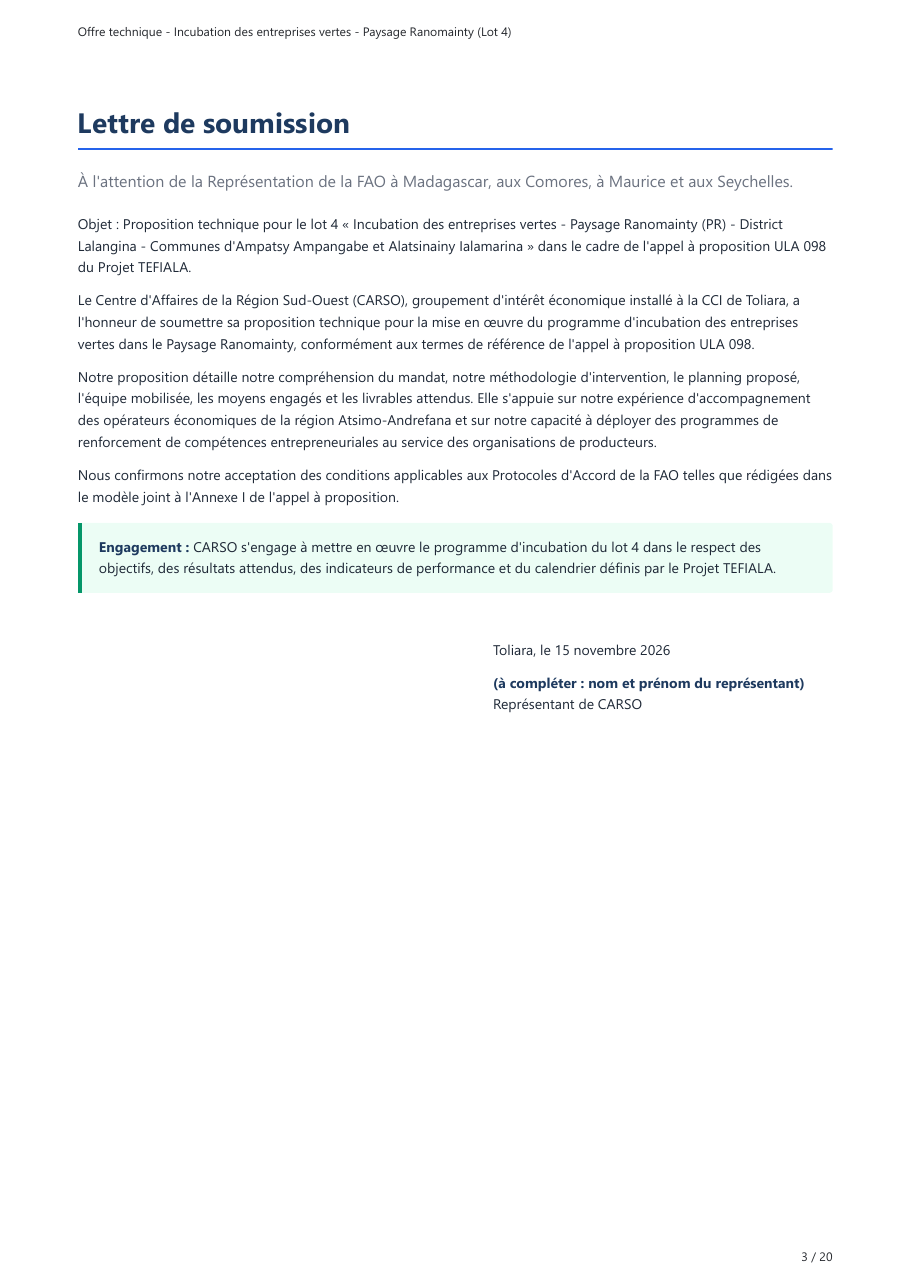 Offre technique - Incubation des entreprises vertes - Paysage Ranomainty (Lot 4)
Lettre de soumission
À l'attention de la Représentation de la FAO à Madagascar, aux Comores, à Maurice et aux Seychelles.
Objet : Proposition technique pour le lot 4 « Incubation des entreprises vertes - Paysage Ranomainty (PR) - District
Lalangina - Communes d'Ampatsy Ampangabe et Alatsinainy Ialamarina » dans le cadre de l'appel à proposition ULA 098
du Projet TEFIALA.
Le Centre d'Affaires de la Région Sud-Ouest (CARSO), groupement d'intérêt économique installé à la CCI de Toliara, a
l'honneur de soumettre sa proposition technique pour la mise en œuvre du programme d'incubation des entreprises
vertes dans le Paysage Ranomainty, conformément aux termes de référence de l'appel à proposition ULA 098.
Notre proposition détaille notre compréhension du mandat, notre méthodologie d'intervention, le planning proposé,
l'équipe mobilisée, les moyens engagés et les livrables attendus. Elle s'appuie sur notre expérience d'accompagnement
des opérateurs économiques de la région Atsimo-Andrefana et sur notre capacité à déployer des programmes de
renforcement de compétences entrepreneuriales au service des organisations de producteurs.
Nous confirmons notre acceptation des conditions applicables aux Protocoles d'Accord de la FAO telles que rédigées dans
le modèle joint à l'Annexe I de l'appel à proposition.
Engagement : CARSO s'engage à mettre en œuvre le programme d'incubation du lot 4 dans le respect des
objectifs, des résultats attendus, des indicateurs de performance et du calendrier définis par le Projet TEFIALA.
Toliara, le 15 novembre 2026
(à compléter : nom et prénom du représentant)
Représentant de CARSO
3 / 20